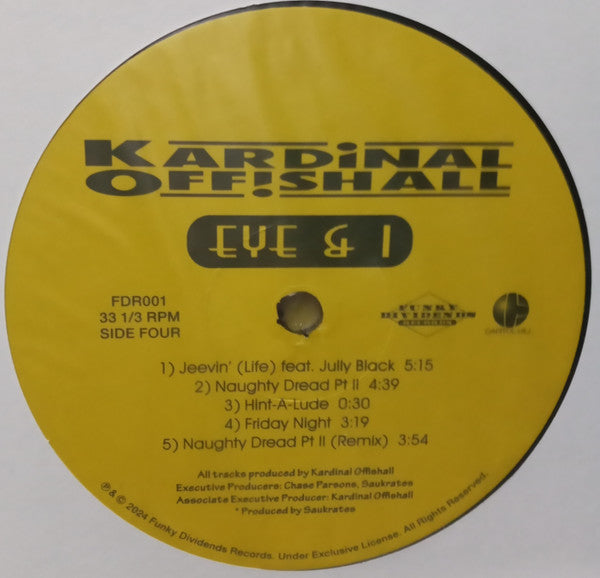 KARDiNAL
OFF!SHALL
EYE & I
FDR001
33 1/3 RPM
SIDE FOUR
FUNKY
DIVIDENDS
RECORDS
CAPITOL HILL
1) Jeevin' (Life) feat. Jully Black 5:15
2) Naughty Dread Pt II 4:39
3) Hint-A-Lude 0:30
4) Friday Night 3:19
5) Naughty Dread Pt II (Remix) 3:54
All tracks produced by Kardinal Offishall
Executive Producers: Chase Parsons, Saukrates
Associate Executive Producer: Kardinal Offishall
* Produced by Saukrates
℗ & © 2024 Funky Dividends Records. Under Exclusive License. All Rights Reserved.